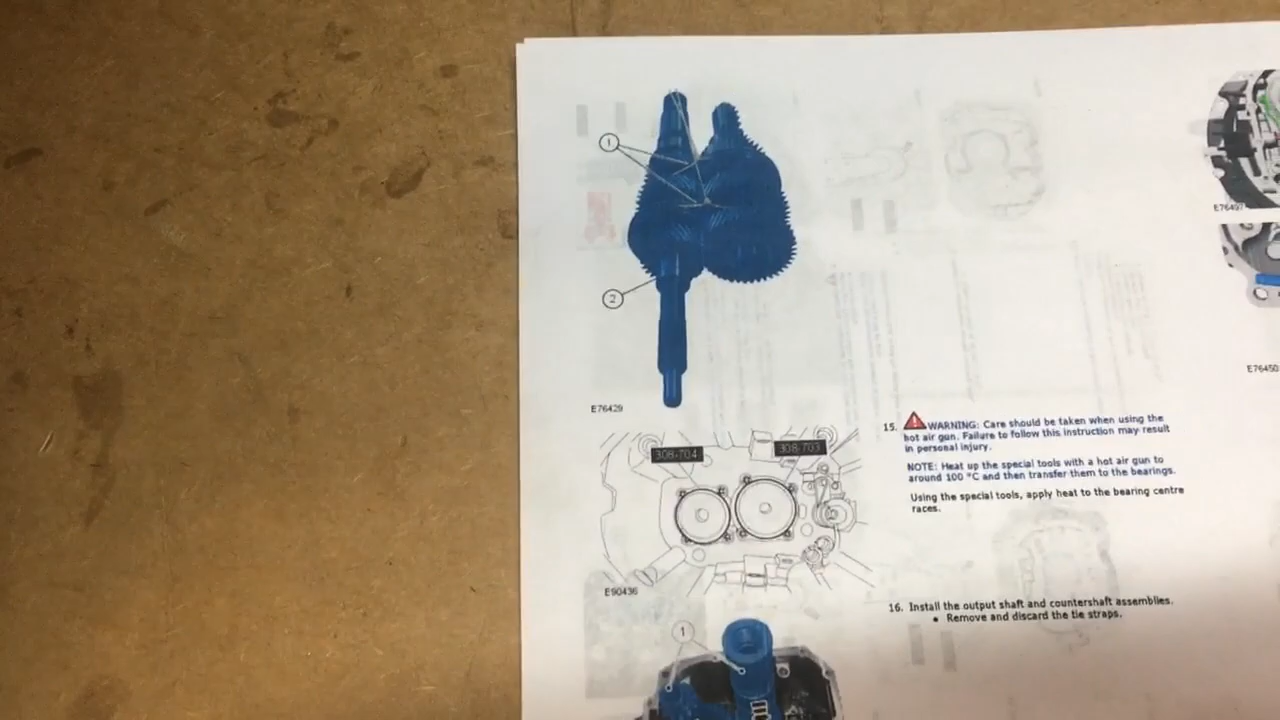 1
2
E76429
E76497
E76450
15. WARNING: Care should be taken when using the
hot air gun. Failure to follow this instruction may result
in personal injury.
NOTE: Heat up the special tools with a hot air gun to
around 100 °C and then transfer them to the bearings.
Using the special tools, apply heat to the bearing centre
races.
308-704
308-703
E90436
16. Install the output shaft and countershaft assemblies.
• Remove and discard the tie straps.
1